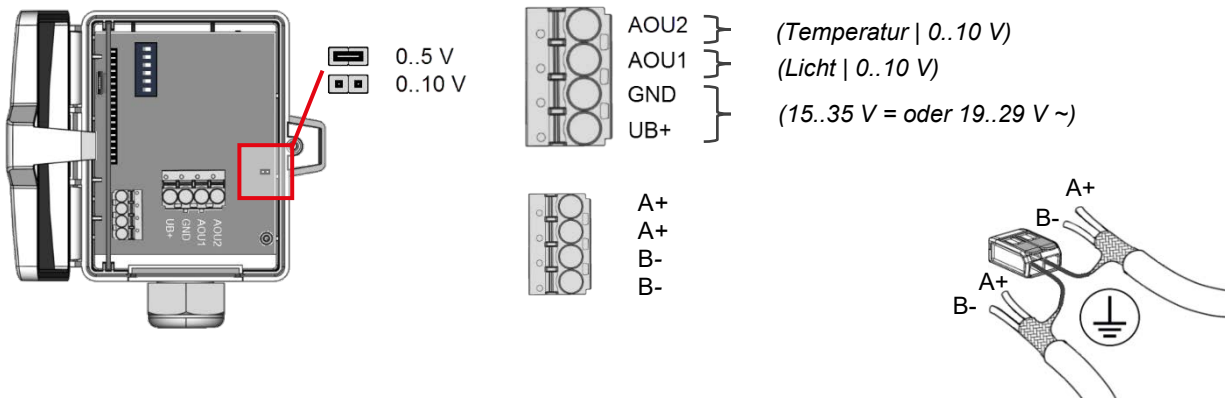 0..5 V
0..10 V
UB+
GND
AOU1
AOU2
AOU2
AOU1
GND
UB+
(Temperatur | 0..10 V)
(Licht | 0..10 V)
(15..35 V = oder 19..29 V ~)
A+
A+
B-
B-
A+
B-
A+
B-